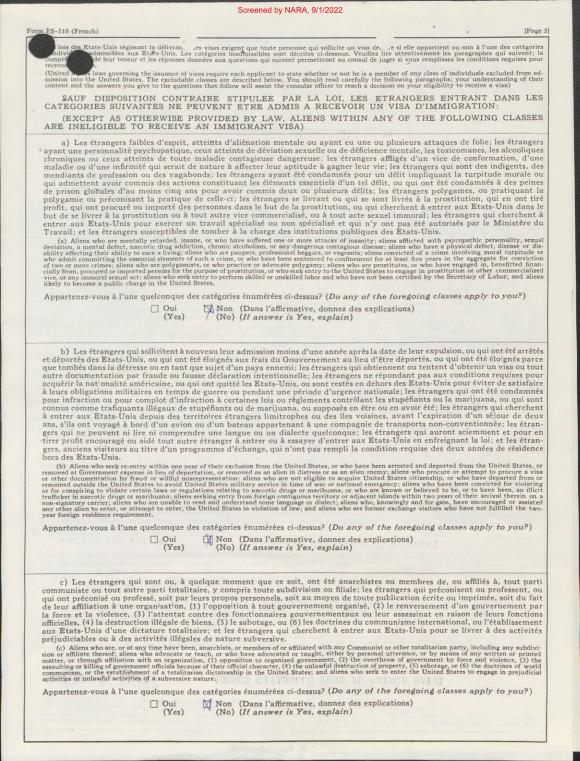 Screened by NARA, 9/1/2022
Form FS-510 (French) [Page 3]
lois des Etats-Unis régissant la délivran. .es visas exigent que toute personne qui sollicite un visa de. .e si elle appartient ou non à l'une des catégories
admissibles aux Etats-Unis. Les catégories inadmissibles sont décrites ci-dessous. Veuillez lire attentivement les paragraphes qui suivent; la
de leur teneur et les réponses données aux questions qui suivent permettront au consul de juger si vous remplissez les conditions requises pour
recevo
(United laws governing the issuance of visas require each applicant to state whether or not he is a member of any class of individuals excluded from ad-
mission into the United States. The excludable classes are described below. You should read carefully the following paragraphs; your understanding of their
content and the answers you give to the questions that follow will assist the consular officer to reach a decision on your eligibility to receive a visa)
SAUF DISPOSITION CONTRAIRE STIPULEE PAR LA LOI, LES ETRANGERS ENTRANT DANS LES
CATEGORIES SUIVANTES NE PEUVENT ETRE ADMIS A RECEVOIR UN VISA D'IMMIGRATION:
(EXCEPT AS OTHERWISE PROVIDED BY LAW, ALIENS WITHIN ANY OF THE FOLLOWING CLASSES
ARE INELIGIBLE TO RECEIVE AN IMMIGRANT VISA)
a) Les étrangers faibles d'esprit, atteints d'aliénation mentale ou ayant eu une ou plusieurs attaques de folie; les étrangers
ayant une personnalité psychopatique, ceux atteints de déviation sexuelle ou de déficience mentale, les toxicomanes, les alcooliques
chroniques ou ceux atteints de toute maladie contagieuse dangereuse: les étrangers affligés d'un vice de conformation, d'une
maladie ou d'une infirmité qui serait de nature à affecter leur aptitude à gagner leur vie; les étrangers qui sont des indigents, des
mendiants de profession ou des vagabonds; les étrangers ayant été condamnés pour un délit impliquant la turpitude morale ou
qui admettent avoir commis des actions constituant les éléments essentiels d'un tel délit, ou qui ont été condamnés à des peines
de prison globales d'au moins cinq ans pour avoir commis deux ou plusieurs délits; les étrangers polygames, ou pratiquant la
polygamie ou préconisant la pratique de celle-ci; les étrangers se livrant ou qui se sont livrés à la prostitution, qui en ont tiré
profit, qui ont procuré ou importé des personnes dans le but de la prostitution, ou qui cherchent à entrer aux Etats-Unis dans le
but de se livrer à la prostitution ou à tout autre vice commercialisé, ou à tout acte sexuel immoral; les étrangers qui cherchent à
entrer aux Etats-Unis pour exercer un travail spécialisé ou non spécialisé et qui n'y ont pas été autorisés par le Ministère du
Travail; et les étrangers susceptibles de tomber à la charge des institutions publiques des Etats-Unis.
(a) Aliens who are mentally retarded, insane, or who have suffered one or more attacks of insanity; aliens afflicted with psychopathic personality, sexual
deviation, a mental defect, narcotic drug addiction, chronic alcoholism, or any dangerous contagious disease; aliens who have a physical defect, disease or dis-
ability affecting their ability to earn a living; aliens who are paupers, professional beggars, or vagrants; aliens convicted of a crime involving moral turpitude or
who admit committing the essential elements of such a crime, or who have been sentenced to confinement for at least five years in the aggregate for conviction
of two or more crimes; aliens who are polygamists, or who practice or advocate polygamy; aliens who are prostitutes, or who have engaged in, benefited finan-
cially from, procured or imported persons for the purpose of prostitution, or who seek entry to the United States to engage in prostitution or other commercialized
vice, or any immoral sexual act; aliens who seek entry to perform skilled or unskilled labor and who have not been certified by the Secretary of Labor; and aliens
likely to become a public charge in the United States.
Appartenez-vous à l'une quelconque des catégories énumérées ci-dessus? (Do any of the foregoing classes apply to you?)
Oui Non (Dans l'affirmative, donnez des explications)
(Yes) (No) (If answer is Yes, explain)
b) Les étrangers qui sollicitent à nouveau leur admission moins d'une année après la date de leur expulsion, ou qui ont été arrêtés
et déportés des Etats-Unis, ou qui ont été éloignés aux frais du Gouvernement au lieu d'être déportés, ou qui ont été éloignés parce
que tombés dans la détresse ou en tant que sujet d'un pays ennemi; les étrangers qui obtiennent ou tentent d'obtenir un visa ou tout
autre documentation par fraude ou fausse déclaration intentionnelle; les étrangers ne répondant pas aux conditions requises pour
acquérir la nationalité américaine, ou qui ont quitté les Etats-Unis, ou sont restés en dehors des Etats-Unis pour éviter de satisfaire
à leurs obligations militaires en temps de guerre ou pendant une période d'urgence nationale; les étrangers qui ont été condamnés
pour infraction ou pour complot d'infraction à certaines lois ou règlements contrôlant les stupéfiants ou la marijuana, ou qui sont
connus comme trafiquants illégaux de stupéfiants ou de marijuana, ou supposés en être ou en avoir été; les étrangers qui cherchent
à entrer aux Etats-Unis depuis des territoires étrangers limitrophes ou des îles voisines, avant l'expiration d'un séjour de deux
ans, s'ils ont voyagé à bord d'un avion ou d'un bateau appartenant à une compagnie de transports non-conventionnée; les étran-
gers qui ne peuvent ni lire ni comprendre une langue ou un dialecte quelconque; les étrangers qui auront sciemment et pour en
tirer profit encouragé ou aidé tout autre étranger à entrer ou à essayer d'entrer aux Etats-Unis en enfreignant la loi; et les étran-
gers, anciens visiteurs au titre d'un programme d'échange, qui n'ont pas rempli la condition requise des deux années de résidence
hors des Etats-Unis.
(b) Aliens who seek re-entry within one year of their exclusion from the United States, or who have been arrested and deported from the United States, or
removed at Government expense in lieu of deportation, or removed as an alien in distress or as an alien enemy; aliens who procure or attempt to procure a visa
or other documentation by fraud or willful misrepresentation; aliens who are not eligible to acquire United States citizenship, or who have departed from or
remained outside the United States to avoid United States military service in time of war or national emergency; aliens who have been convicted for violating
or for conspiring to violate certain laws or regulations relating to narcotic drugs or marihuana, or who are known or believed to be, or to have been, an illicit
trafficker in narcotic drugs or marihuana; aliens seeking entry from foreign contiguous territory or adjacent islands within two years of their arrival therein on a
non-signatory carrier; aliens who are unable to read and understand some language or dialect; aliens who, knowingly and for gain, have encouraged or assisted
any other alien to enter, or attempt to enter, the United States in violation of law; and aliens who are former exchange visitors who have not fulfilled the two-
year foreign residence requirement.
Appartenez-vous à l'une quelconque des catégories énumérées ci-dessus? (Do any of the foregoing classes apply to you?)
Oui Non (Dans l'affirmative, donnez des explications)
(Yes) (No) (If answer is Yes, explain)
c) Les étrangers qui sont ou, à quelque moment que ce soit, ont été anarchistes ou membres de, ou affiliés à, tout parti
communiste ou tout autre parti totalitaire, y compris toute subdivision ou filiale; les étrangers qui préconisent ou professent, ou
qui ont préconisé ou professé, soit par leurs propos personnels, soit au moyen de toute publication écrite ou imprimée, soit du fait
de leur affiliation à une organisation, (1) l'opposition à tout gouvernement organisé, (2) le renversement d'un gouvernement par
la force et la violence, (3) l'attentat contre des fonctionnaires gouvernementaux ou leur assassinat en raison de leurs fonctions
officielles, (4) la destruction illégale de biens, (5) le sabotage, ou (6) les doctrines du communisme international, ou l'établissement
aux Etats-Unis d'une dictature totalitaire; et les étrangers qui cherchent à entrer aux Etats-Unis pour se livrer à des activités
préjudiciables ou à des activités illégales de nature subversive.
(c) Aliens who are, or at any time have been, anarchists, or members of or affiliated with any Communist or other totalitarian party, including any subdivi-
sion or affiliate thereof; aliens who advocate or teach, or who have advocated or taught, either by personal utterance, or by means of any written or printed
matter, or through affiliation with an organization, (1) opposition to organized government, (2) the overthrow of government by force and violence, (3) the
assaulting or killing of government officials because of their official character, (4) the unlawful destruction of property, (5) sabotage, or (6) the doctrines of world
communism, or the establishment of a totalitarian dictatorship in the United States; and aliens who seek to enter the United States to engage in prejudicial
activities or unlawful activities of a subversive nature.
Appartenez-vous à l'une quelconque des catégories énumérées ci-dessus? (Do any of the foregoing classes apply to you?)
Oui Non (Dans l'affirmative, donnez des explications)
(Yes) (No) (If answer is Yes, explain)